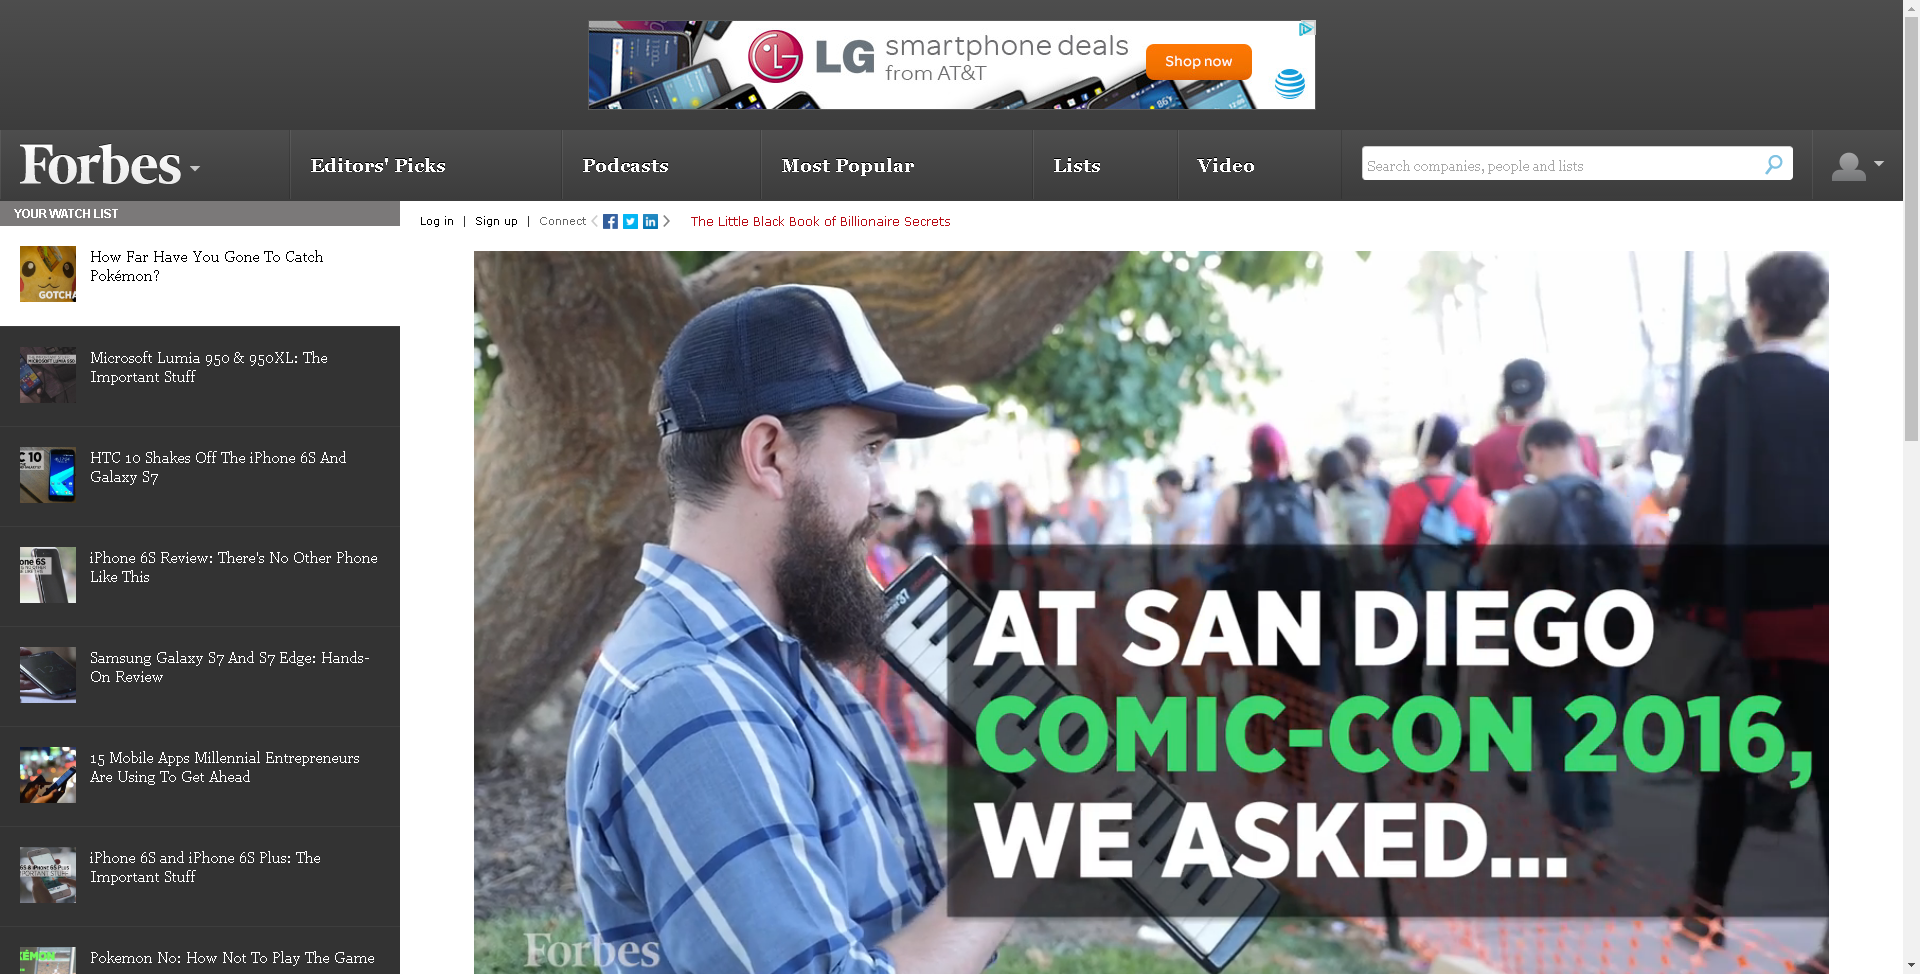 LG smartphone deals
from AT&T
Shop now
Forbes
Editors' Picks
Podcasts
Most Popular
Lists
Video
Search companies, people and lists
YOUR WATCH LIST
Log in | Sign up | Connect
The Little Black Book of Billionaire Secrets
How Far Have You Gone To Catch
Pokémon?
GOTCHA
Microsoft Lumia 950 & 950XL: The
Important Stuff
HTC 10 Shakes Off The iPhone 6S And
Galaxy S7
iPhone 6S Review: There's No Other Phone
Like This
Samsung Galaxy S7 And S7 Edge: Hands-
On Review
15 Mobile Apps Millennial Entrepreneurs
Are Using To Get Ahead
iPhone 6S and iPhone 6S Plus: The
Important Stuff
Pokemon No: How Not To Play The Game
37
AT SAN DIEGO
COMIC-CON 2016,
WE ASKED...
Forbes